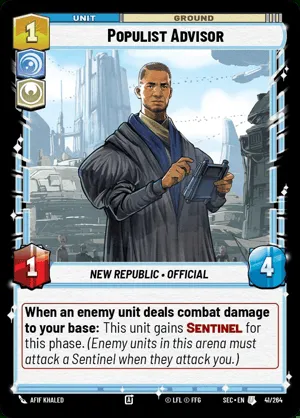 1
UNIT
GROUND
POPULIST ADVISOR
1
4
NEW REPUBLIC • OFFICIAL
When an enemy unit deals combat damage
to your base: This unit gains SENTINEL for
this phase. (Enemy units in this arena must
attack a Sentinel when they attack you.)
AFIF KHALED
© LFL © FFG
SEC • EN
41/264